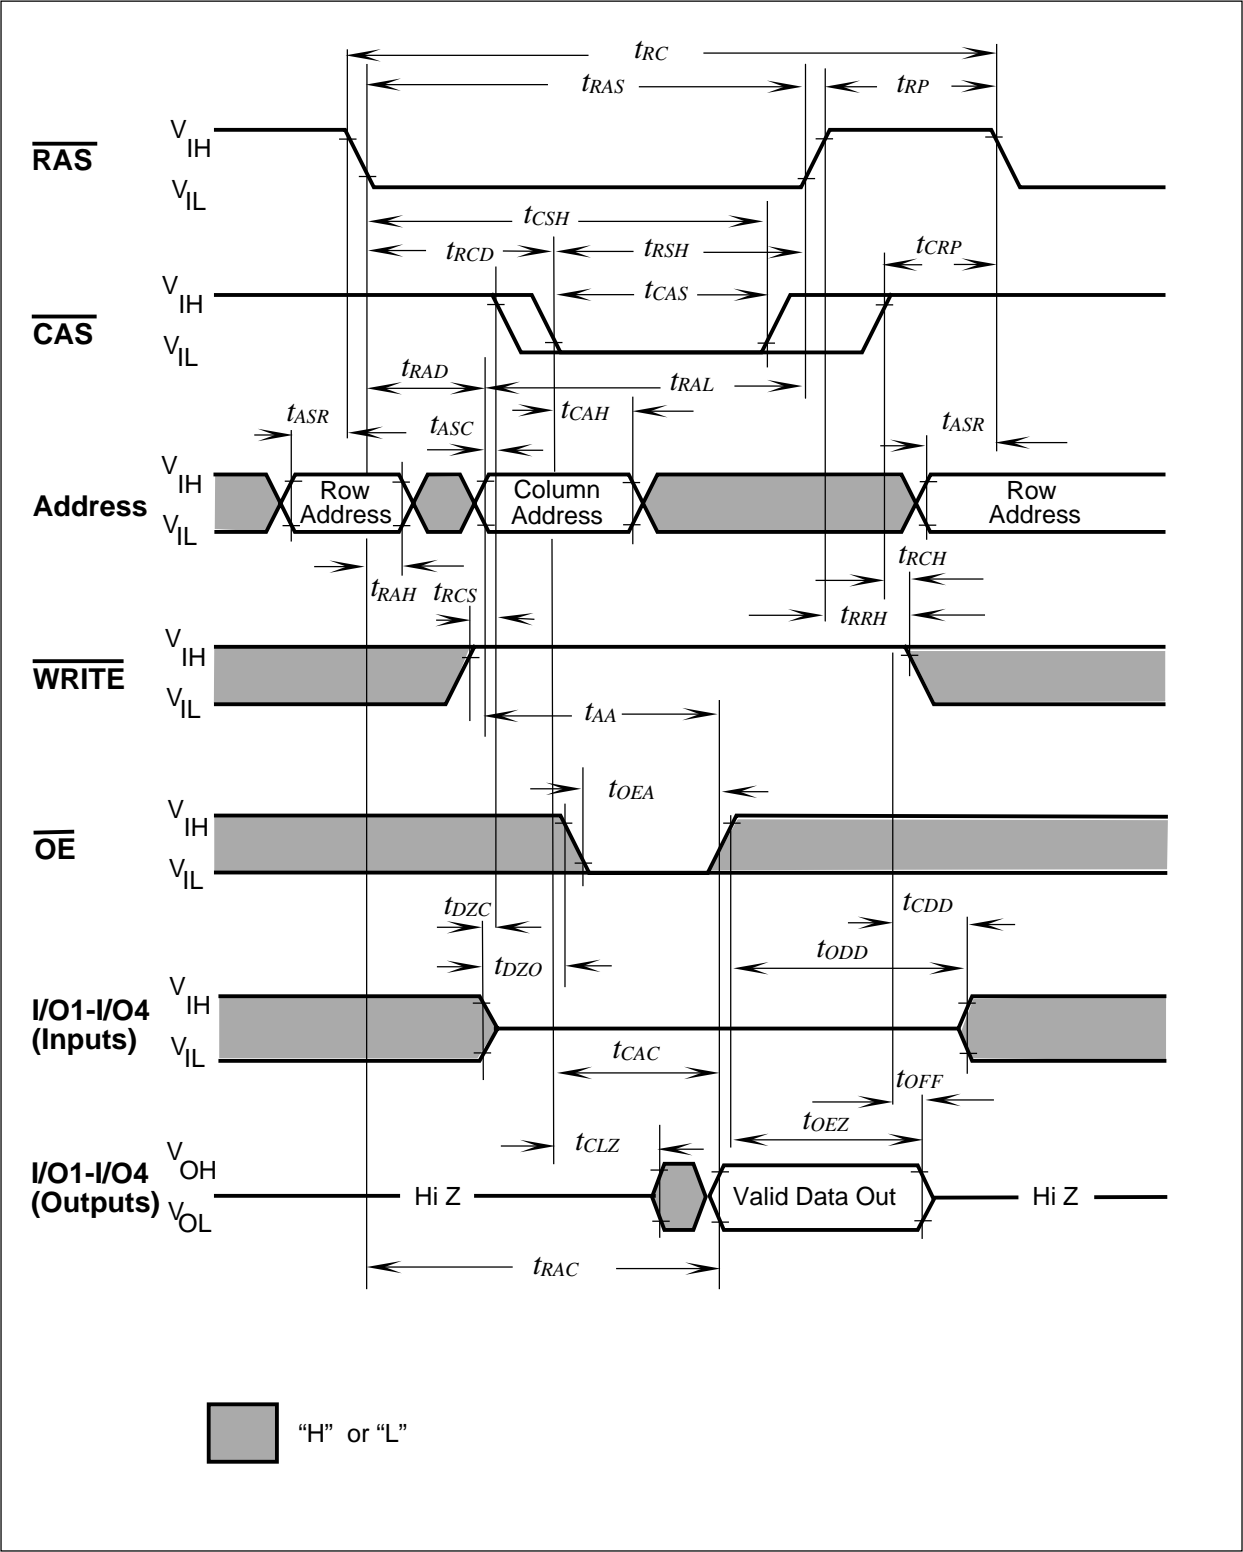 tRC
tRAS
tRP
RAS
VIH
VIL
tCSH
tRCD
tRSH
tCRP
CAS
VIH
VIL
tCAS
tRAD
tRAL
tASR
tASC
tCAH
tASR
Address
VIH
VIL
Row
Address
Column
Address
Row
Address
tRAH
tRCS
tRCH
tRRH
WRITE
VIH
VIL
tAA
tOEA
OE
VIH
VIL
tDZC
tCDD
tDZO
tODD
I/O1-I/O4
(Inputs)
VIH
VIL
tCAC
tOFF
tOEZ
tCLZ
I/O1-I/O4
(Outputs)
VOH
VOL
Hi Z
Valid Data Out
Hi Z
tRAC
“H” or “L”